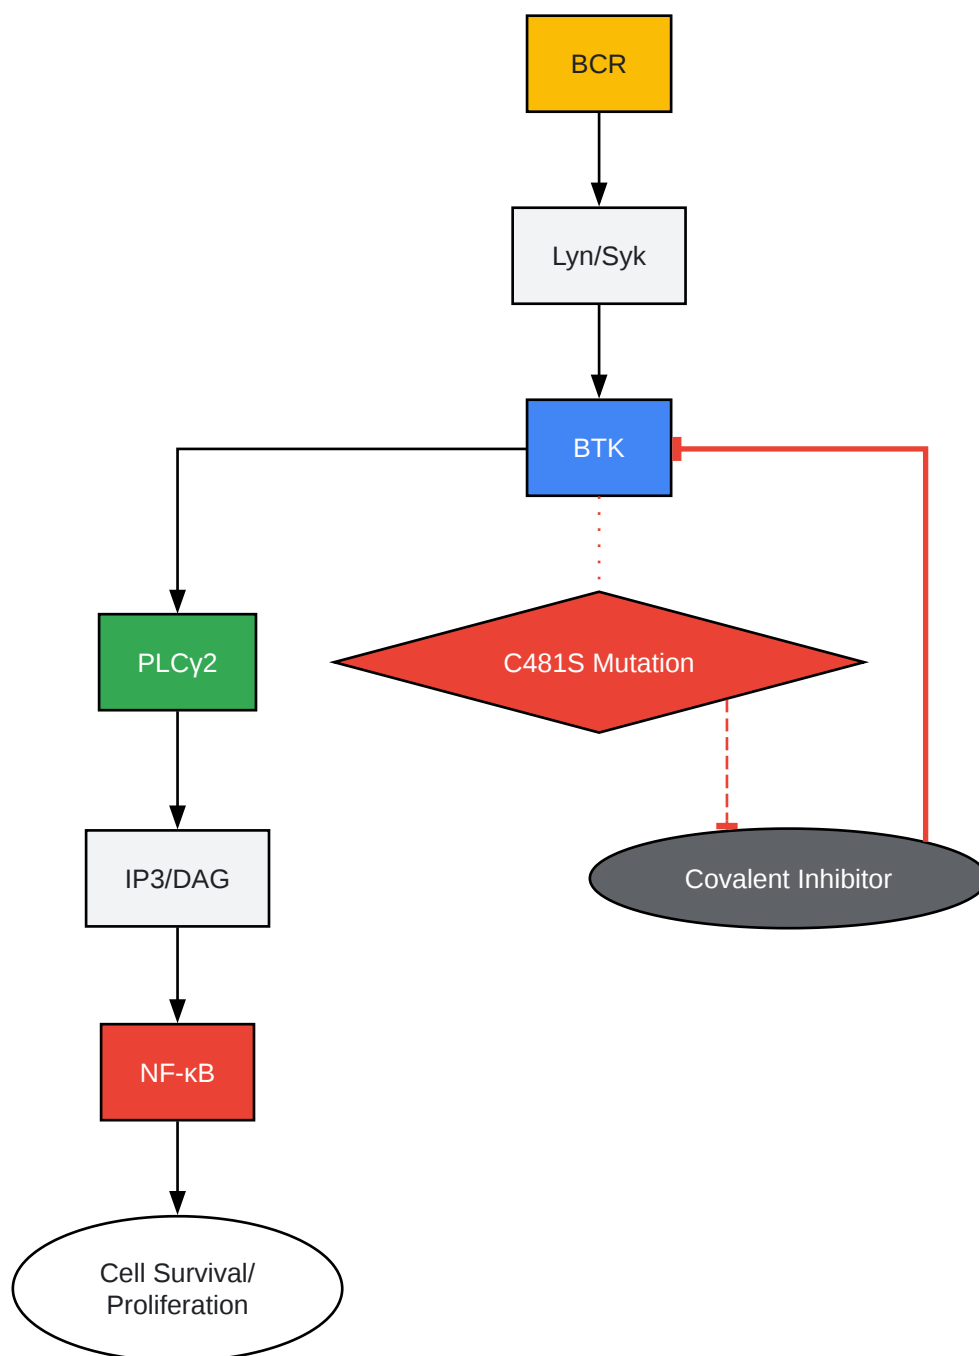 BCR
Lyn/Syk
BTK
PLCγ2
C481S Mutation
IP3/DAG
Covalent Inhibitor
NF-κB
Cell Survival/
Proliferation